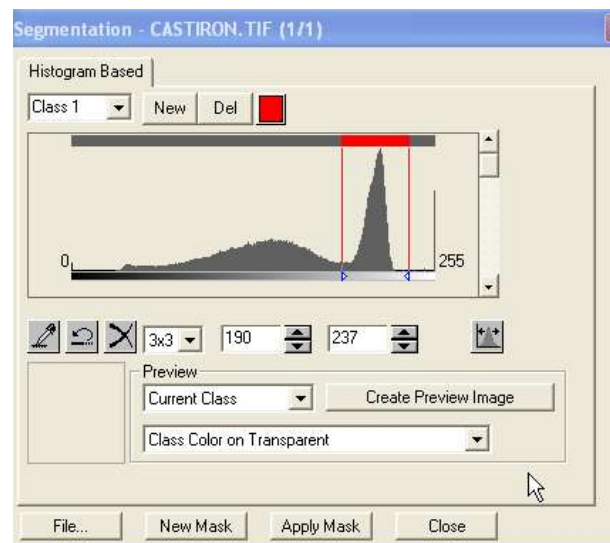 Segmentation - CASTIRON.TIF (1/1)
Histogram Based
Class 1 New Del
0 255
3x3 190 237
Preview
Current Class Create Preview Image
Class Color on Transparent
File... New Mask Apply Mask Close